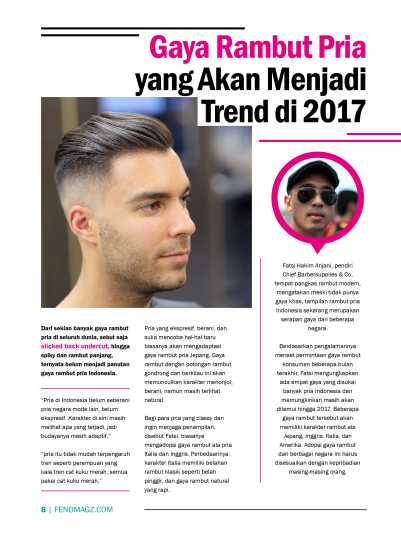 Gaya Rambut Pria
yang Akan Menjadi
Trend di 2017
Dari sekian banyak gaya rambut
pria di seluruh dunia, sebut saja
slicked back undercut, hingga
spiky dan rambut panjang,
ternyata belum menjadi panutan
gaya rambut pria Indonesia.
"Pria di Indonesia belum seberani
pria negara mode lain, belum
ekspresif. Karakter di sini masih
melihat apa yang terjadi, jadi
budayanya masih adaptif,"
"pria itu tidak mudah terpengaruh
tren seperti perempuan yang
kala tren cat kuku merah, semua
pakai cat kuku merah."
Pria yang ekspresif, berani, dan
suka mencoba hal-hal baru
biasanya akan mengadaptasi
gaya rambut pria Jepang. Gaya
rambut dengan potongan rambut
gondrong dan berkilau ini akan
memunculkan karakter menonjol,
berani, namun masih terlihat
natural.
Bagi para pria yang classy dan
ingin menjaga penampilan,
disebut Fatsi, biasanya
mengadopsi gaya rambut ala pria
Italia dan Inggris. Perbedaannya:
karakter Italia memiliki belahan
rambut klasik seperti belah
pinggir, dan gaya rambut natural
yang rapi.
Fatsi Hakim Anjani, pendiri
Chief Barbersupplies & Co,
tempat pangkas rambut modern,
mengatakan meski tidak punya
gaya khas, tampilan rambut pria
Indonesia sekarang merupakan
serapan gaya dari beberapa
negara.
Berdasarkan pengalamannya
meriset permintaan gaya rambut
konsumen beberapa bulan
terakhir, Fatsi mengungkapkan
ada empat gaya yang disukai
banyak pria Indonesia dan
memungkinkan masih akan
ditemui hingga 2017. Beberapa
gaya rambut tersebut akan
memiliki karakter rambut ala
Jepang, Inggris, Italia, dan
Amerika. Adopsi gaya rambut
dari berbagai negara ini harus
disesuaikan dengan kepribadian
masing-masing orang.
8 | FENOMAGZ.COM